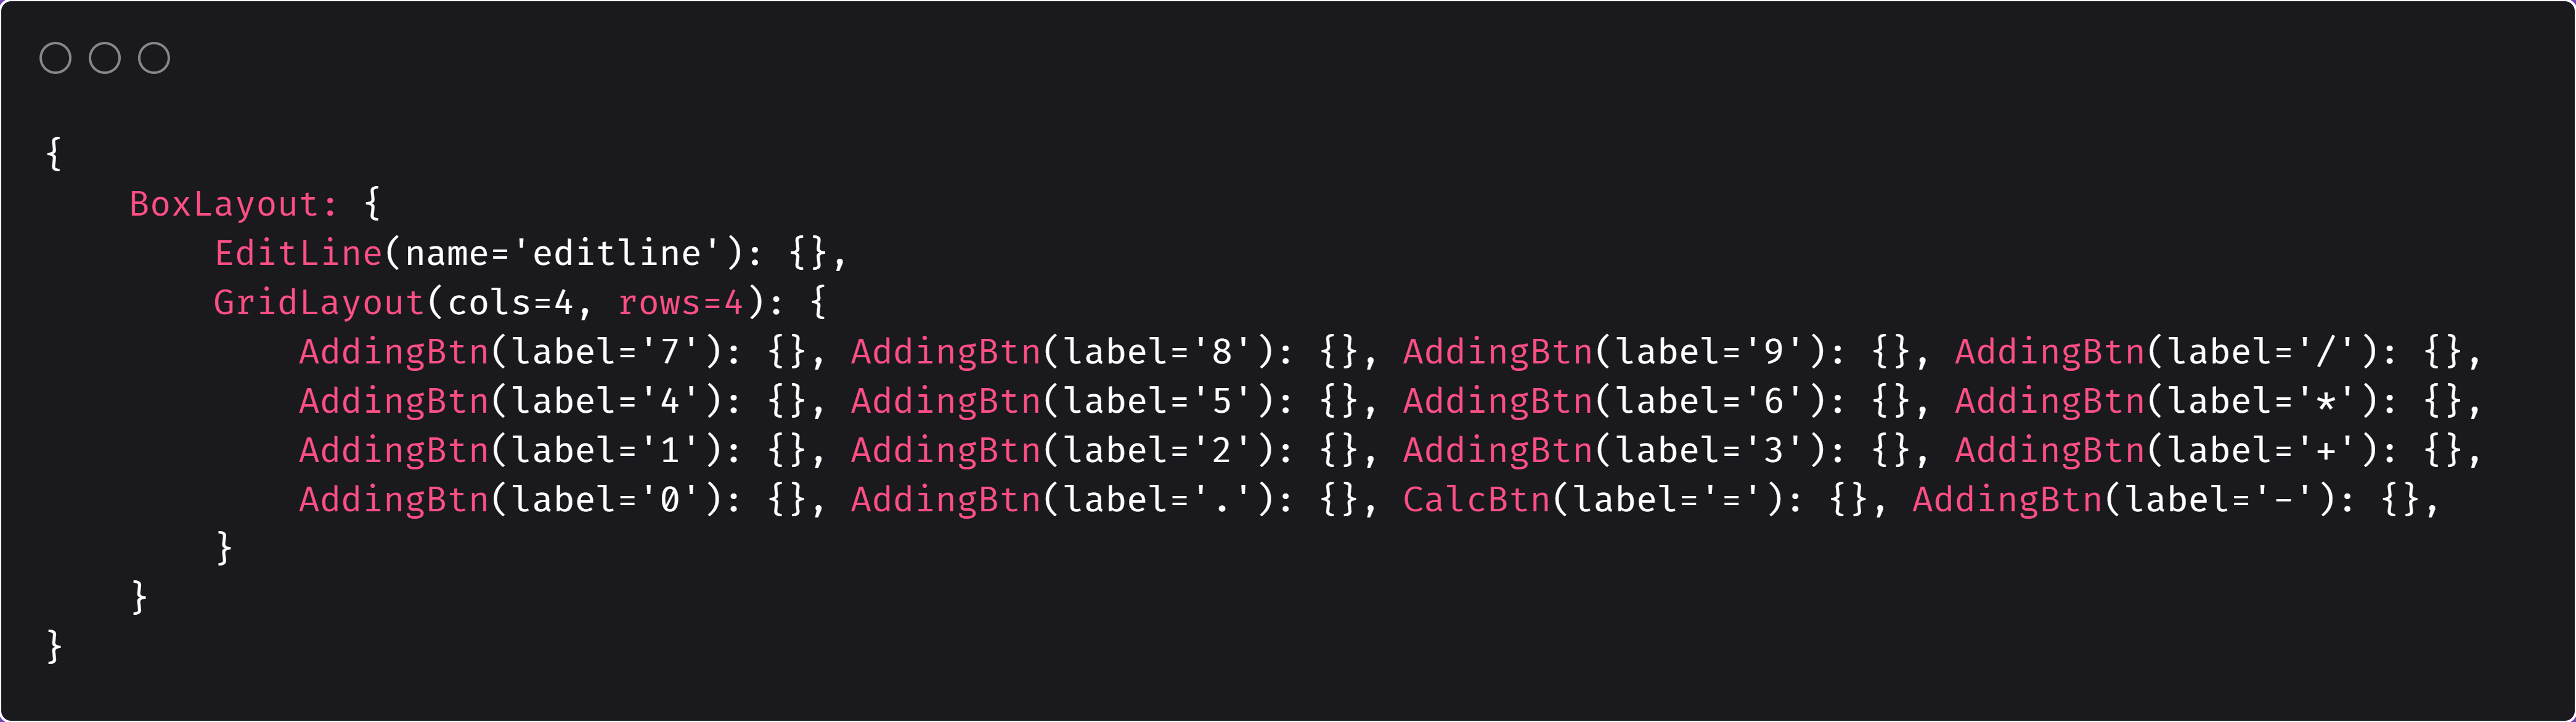 {
    BoxLayout: {
        EditLine(name='editline'): {},
        GridLayout(cols=4, rows=4): {
            AddingBtn(label='7'): {}, AddingBtn(label='8'): {}, AddingBtn(label='9'): {}, AddingBtn(label='/'): {},
            AddingBtn(label='4'): {}, AddingBtn(label='5'): {}, AddingBtn(label='6'): {}, AddingBtn(label='*'): {},
            AddingBtn(label='1'): {}, AddingBtn(label='2'): {}, AddingBtn(label='3'): {}, AddingBtn(label='+'): {},
            AddingBtn(label='0'): {}, AddingBtn(label='.'): {}, CalcBtn(label='='): {}, AddingBtn(label='-'): {},
        }
    }
}